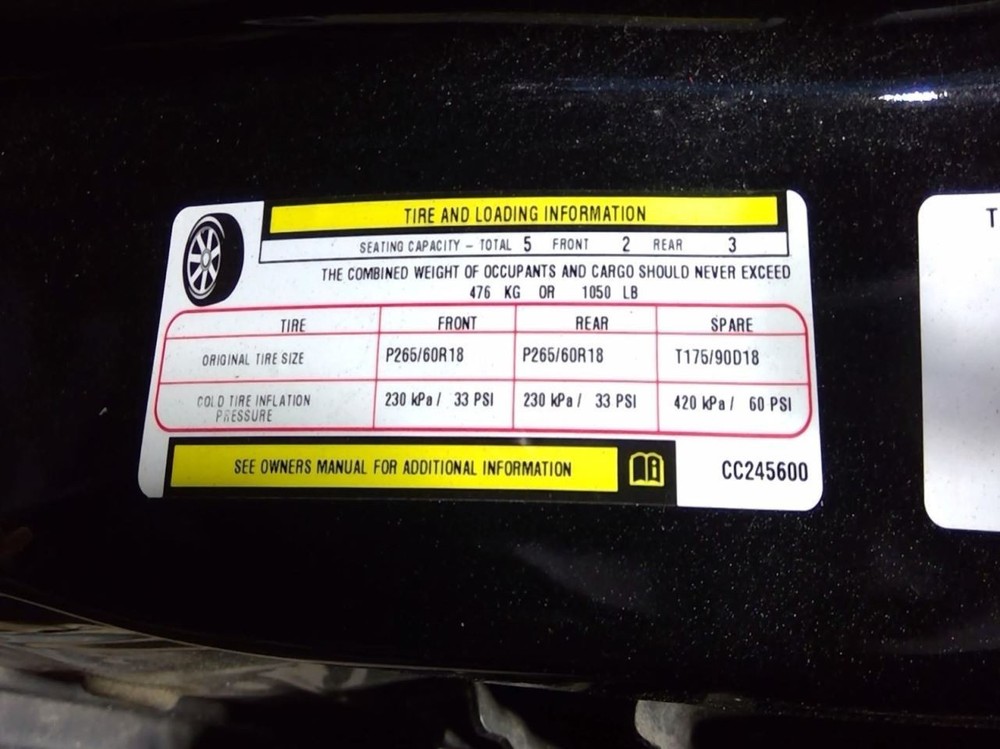 TIRE AND LOADING INFORMATION
SEATING CAPACITY - TOTAL 5 FRONT 2 REAR 3
THE COMBINED WEIGHT OF OCCUPANTS AND CARGO SHOULD NEVER EXCEED
476 KG OR 1050 LB
TIRE FRONT REAR SPARE
ORIGINAL TIRE SIZE P265/60R18 P265/60R18 T175/90D18
COLD TIRE INFLATION PRESSURE 230 kPa / 33 PSI 230 kPa / 33 PSI 420 kPa / 60 PSI
SEE OWNERS MANUAL FOR ADDITIONAL INFORMATION
CC245600
T